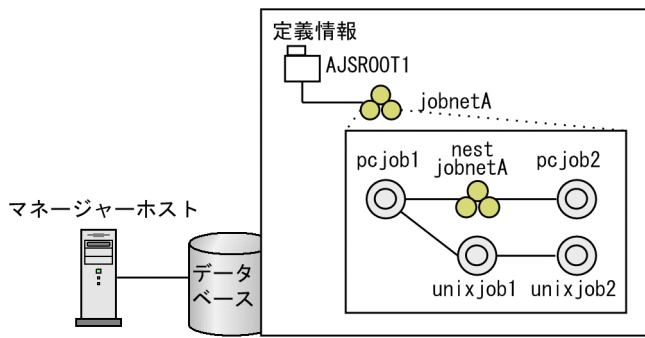 定義情報
AJSROOT1
jobnetA
pcjob1
nest
jobnetA
pcjob2
マネージャーホスト
データ
ベース
unixjob1
unixjob2